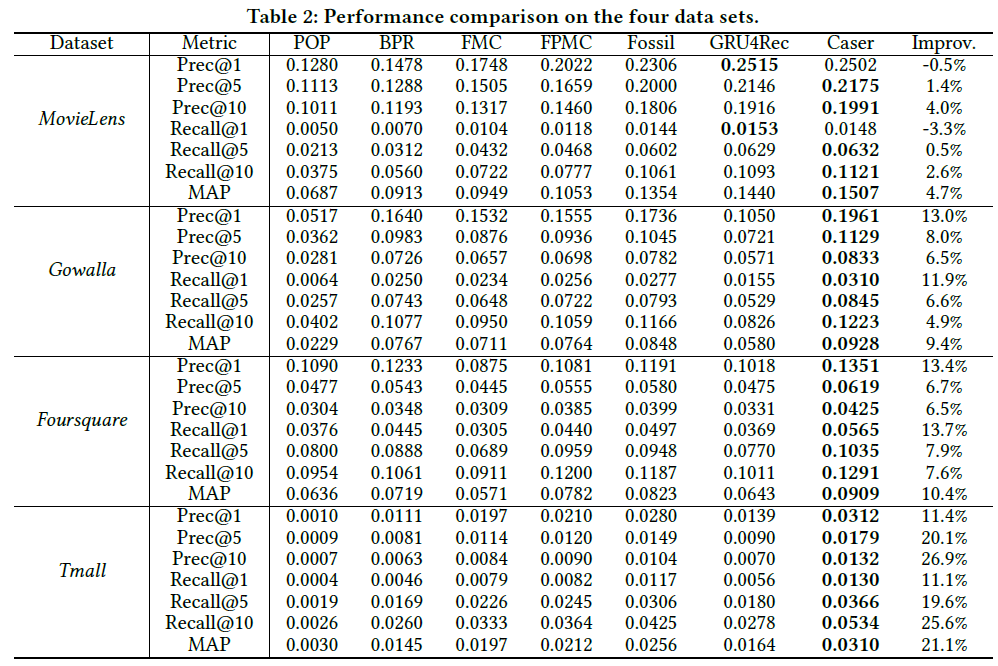 Table 2: Performance comparison on the four data sets.
Dataset Metric POP BPR FMC FPMC Fossil GRU4Rec Caser Improv.
Prec@1 0.1280 0.1478 0.1748 0.2022 0.2306 0.2515 0.2502 -0.5%
Prec@5 0.1113 0.1288 0.1505 0.1659 0.2000 0.2146 0.2175 1.4%
Prec@10 0.1011 0.1193 0.1317 0.1460 0.1806 0.1916 0.1991 4.0%
MovieLens Recall@1 0.0050 0.0070 0.0104 0.0118 0.0144 0.0153 0.0148 -3.3%
Recall@5 0.0213 0.0312 0.0432 0.0468 0.0602 0.0629 0.0632 0.5%
Recall@10 0.0375 0.0560 0.0722 0.0777 0.1061 0.1093 0.1121 2.6%
MAP 0.0687 0.0913 0.0949 0.1053 0.1354 0.1440 0.1507 4.7%
Prec@1 0.0517 0.1640 0.1532 0.1555 0.1736 0.1050 0.1961 13.0%
Prec@5 0.0362 0.0983 0.0876 0.0936 0.1045 0.0721 0.1129 8.0%
Prec@10 0.0281 0.0726 0.0657 0.0698 0.0782 0.0571 0.0833 6.5%
Gowalla Recall@1 0.0064 0.0250 0.0234 0.0256 0.0277 0.0155 0.0310 11.9%
Recall@5 0.0257 0.0743 0.0648 0.0722 0.0793 0.0529 0.0845 6.6%
Recall@10 0.0402 0.1077 0.0950 0.1059 0.1166 0.0826 0.1223 4.9%
MAP 0.0229 0.0767 0.0711 0.0764 0.0848 0.0580 0.0928 9.4%
Prec@1 0.1090 0.1233 0.0875 0.1081 0.1191 0.1018 0.1351 13.4%
Prec@5 0.0477 0.0543 0.0445 0.0555 0.0580 0.0475 0.0619 6.7%
Prec@10 0.0304 0.0348 0.0309 0.0385 0.0399 0.0331 0.0425 6.5%
Foursquare Recall@1 0.0376 0.0445 0.0305 0.0440 0.0497 0.0369 0.0565 13.7%
Recall@5 0.0800 0.0888 0.0689 0.0959 0.0948 0.0770 0.1035 7.9%
Recall@10 0.0954 0.1061 0.0911 0.1200 0.1187 0.1011 0.1291 7.6%
MAP 0.0636 0.0719 0.0571 0.0782 0.0823 0.0643 0.0909 10.4%
Prec@1 0.0010 0.0111 0.0197 0.0210 0.0280 0.0139 0.0312 11.4%
Prec@5 0.0009 0.0081 0.0114 0.0120 0.0149 0.0090 0.0179 20.1%
Prec@10 0.0007 0.0063 0.0084 0.0090 0.0104 0.0070 0.0132 26.9%
Tmall Recall@1 0.0004 0.0046 0.0079 0.0082 0.0117 0.0056 0.0130 11.1%
Recall@5 0.0019 0.0169 0.0226 0.0245 0.0306 0.0180 0.0366 19.6%
Recall@10 0.0026 0.0260 0.0333 0.0364 0.0425 0.0278 0.0534 25.6%
MAP 0.0030 0.0145 0.0197 0.0212 0.0256 0.0164 0.0310 21.1%